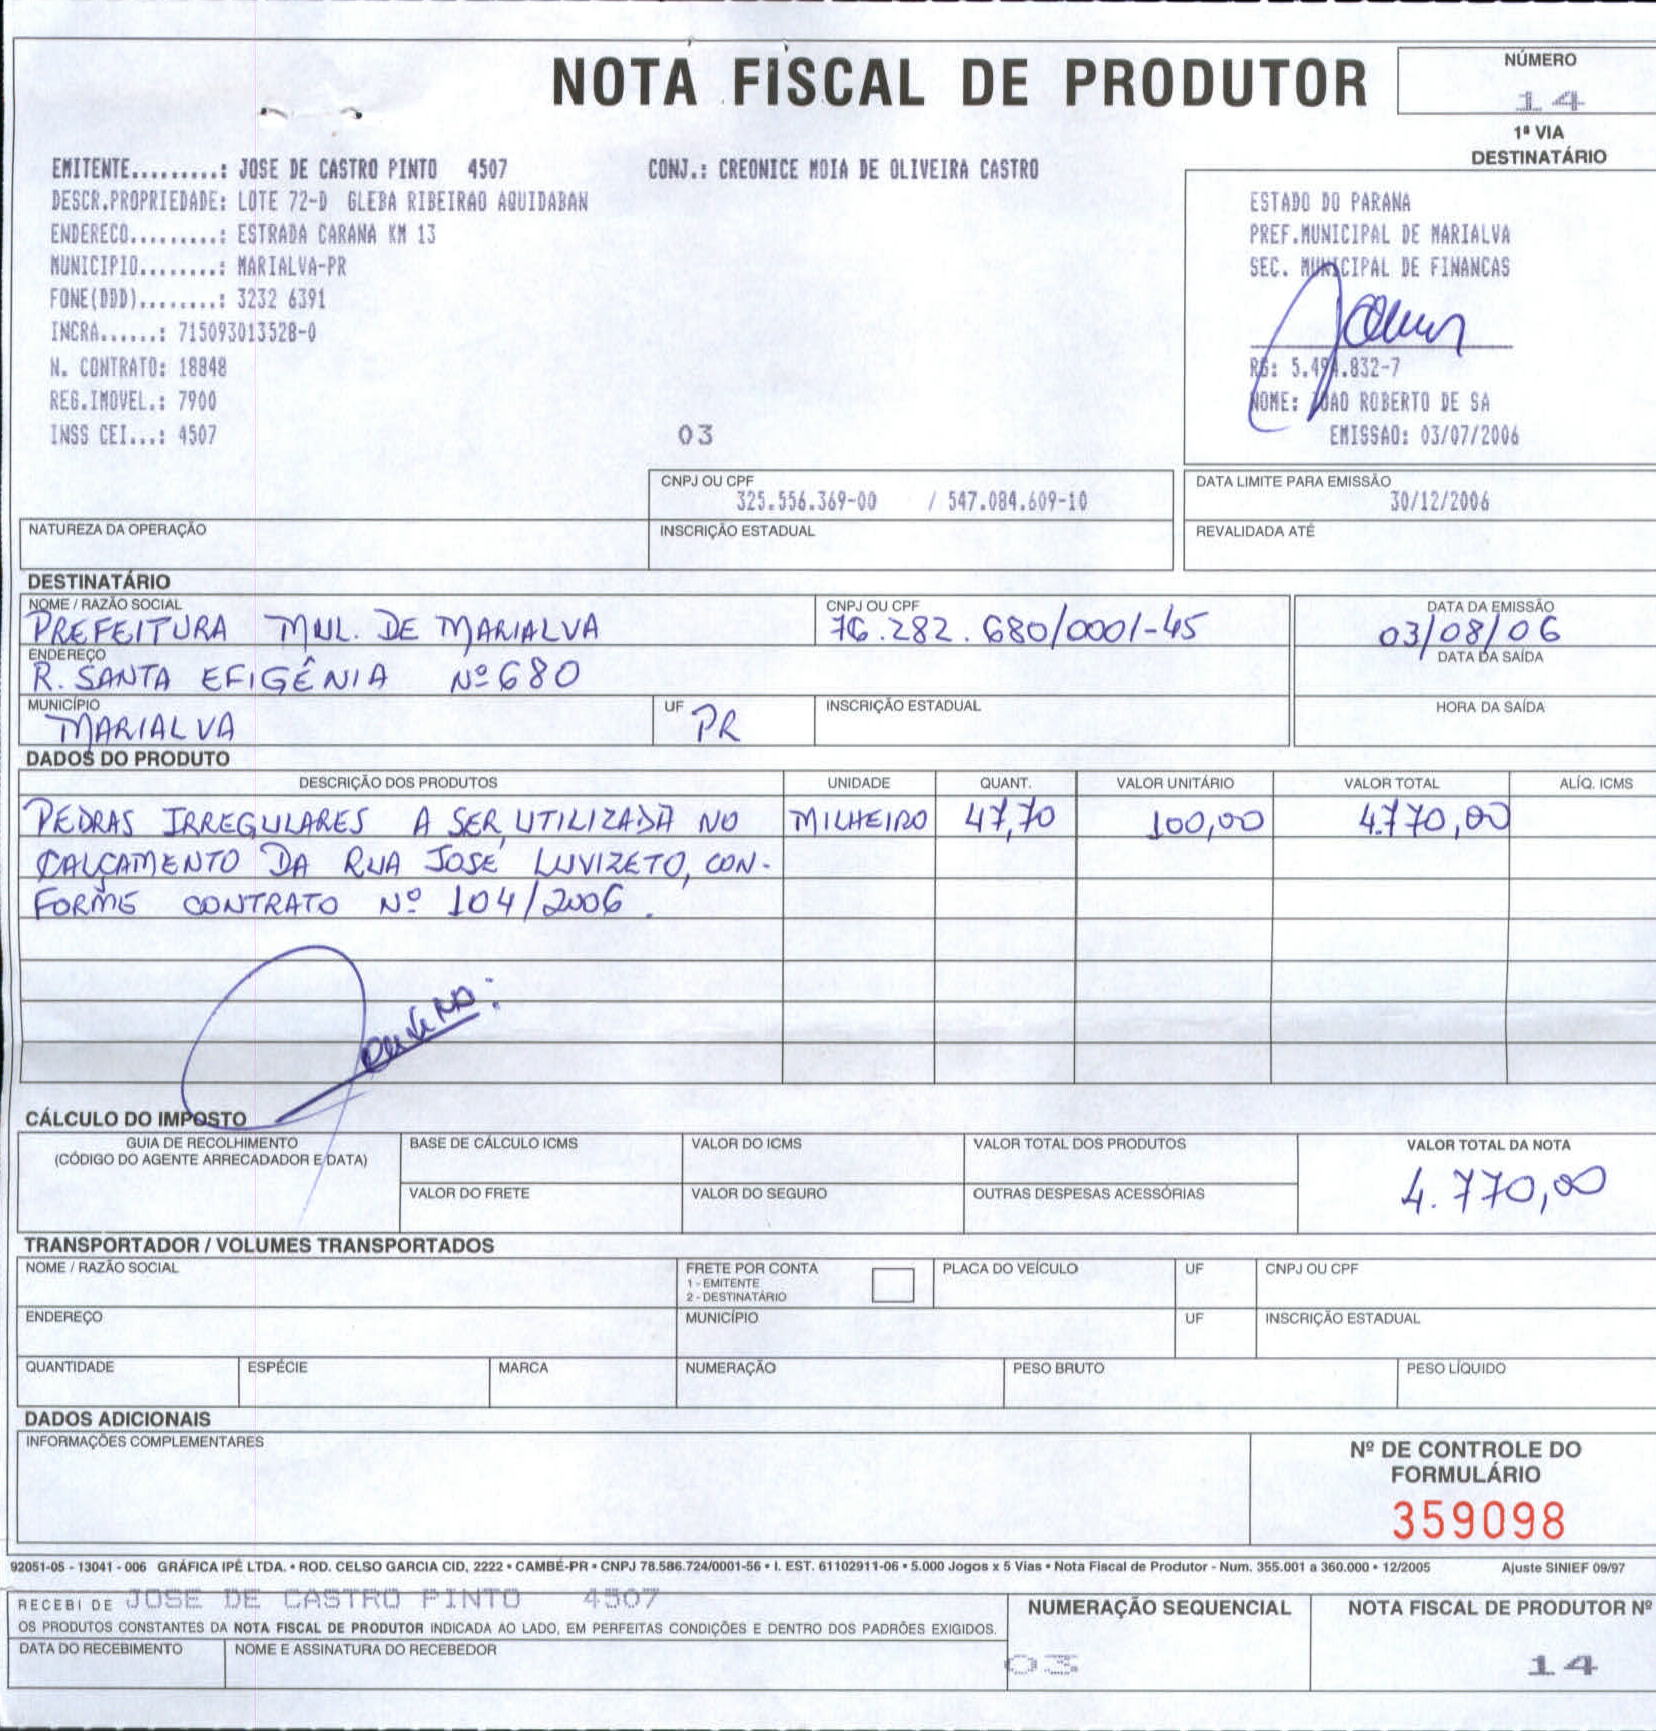 NOTA FISCAL DE PRODUTOR
NÚMERO
14
1ª VIA
DESTINATÁRIO
EMITENTE.........: JOSE DE CASTRO PINTO 4507 CONJ.: CREONICE MOIA DE OLIVEIRA CASTRO
DESCR.PROPRIEDADE: LOTE 72-D GLEBA RIBEIRAO AQUIDABAN
ENDERECO.........: ESTRADA CARANA KM 13
MUNICIPIO........: MARIALVA-PR
FONE(DDD)........: 3232 6391
INCRA......: 715093013528-0
N. CONTRATO: 18848
REG.IMOVEL.: 7900
INSS CEI...: 4507
03
ESTADO DO PARANA
PREF.MUNICIPAL DE MARIALVA
SEC. MUNICIPAL DE FINANCAS
RG: 5.494.832-7
NOME: JOAO ROBERTO DE SA
EMISSAO: 03/07/2006
CNPJ OU CPF
325.556.369-00 / 547.084.609-10
DATA LIMITE PARA EMISSÃO
30/12/2006
NATUREZA DA OPERAÇÃO
INSCRIÇÃO ESTADUAL
REVALIDADA ATÉ
DESTINATÁRIO
NOME / RAZÃO SOCIAL
PREFEITURA MUL. DE MARIALVA
CNPJ OU CPF
76.282.680/0001-45
DATA DA EMISSÃO
03/08/06
ENDEREÇO
R. SANTA EFIGÊNIA Nº 680
DATA DA SAÍDA
MUNICÍPIO
MARIALVA
UF
PR
INSCRIÇÃO ESTADUAL
HORA DA SAÍDA
DADOS DO PRODUTO
DESCRIÇÃO DOS PRODUTOS UNIDADE QUANT. VALOR UNITÁRIO VALOR TOTAL ALÍQ. ICMS
PEDRAS IRREGULARES A SER UTILIZADA NO MILHEIRO 47,70 100,00 4.770,00
CALÇAMENTO DA RUA JOSÉ LUVIZETO, CON-
FORME CONTRATO Nº 104/2006.
CÁLCULO DO IMPOSTO
GUIA DE RECOLHIMENTO
(CÓDIGO DO AGENTE ARRECADADOR E DATA)
BASE DE CÁLCULO ICMS
VALOR DO ICMS
VALOR TOTAL DOS PRODUTOS
VALOR TOTAL DA NOTA
4.770,00
VALOR DO FRETE
VALOR DO SEGURO
OUTRAS DESPESAS ACESSÓRIAS
TRANSPORTADOR / VOLUMES TRANSPORTADOS
NOME / RAZÃO SOCIAL
FRETE POR CONTA
1 - EMITENTE
2 - DESTINATÁRIO
PLACA DO VEÍCULO
UF
CNPJ OU CPF
ENDEREÇO
MUNICÍPIO
UF
INSCRIÇÃO ESTADUAL
QUANTIDADE
ESPÉCIE
MARCA
NUMERAÇÃO
PESO BRUTO
PESO LÍQUIDO
DADOS ADICIONAIS
INFORMAÇÕES COMPLEMENTARES
Nº DE CONTROLE DO
FORMULÁRIO
359098
92051-05 - 13041 - 006 GRÁFICA IPÊ LTDA. • ROD. CELSO GARCIA CID, 2222 • CAMBÉ-PR • CNPJ 78.586.724/0001-56 • I. EST. 61102911-06 • 5.000 Jogos x 5 Vias • Nota Fiscal de Produtor - Num. 355.001 a 360.000 • 12/2005 Ajuste SINIEF 09/97
RECEBI DE JOSE DE CASTRO PINTO 4507
OS PRODUTOS CONSTANTES DA NOTA FISCAL DE PRODUTOR INDICADA AO LADO, EM PERFEITAS CONDIÇÕES E DENTRO DOS PADRÕES EXIGIDOS.
DATA DO RECEBIMENTO
NOME E ASSINATURA DO RECEBEDOR
NUMERAÇÃO SEQUENCIAL
03
NOTA FISCAL DE PRODUTOR Nº
14